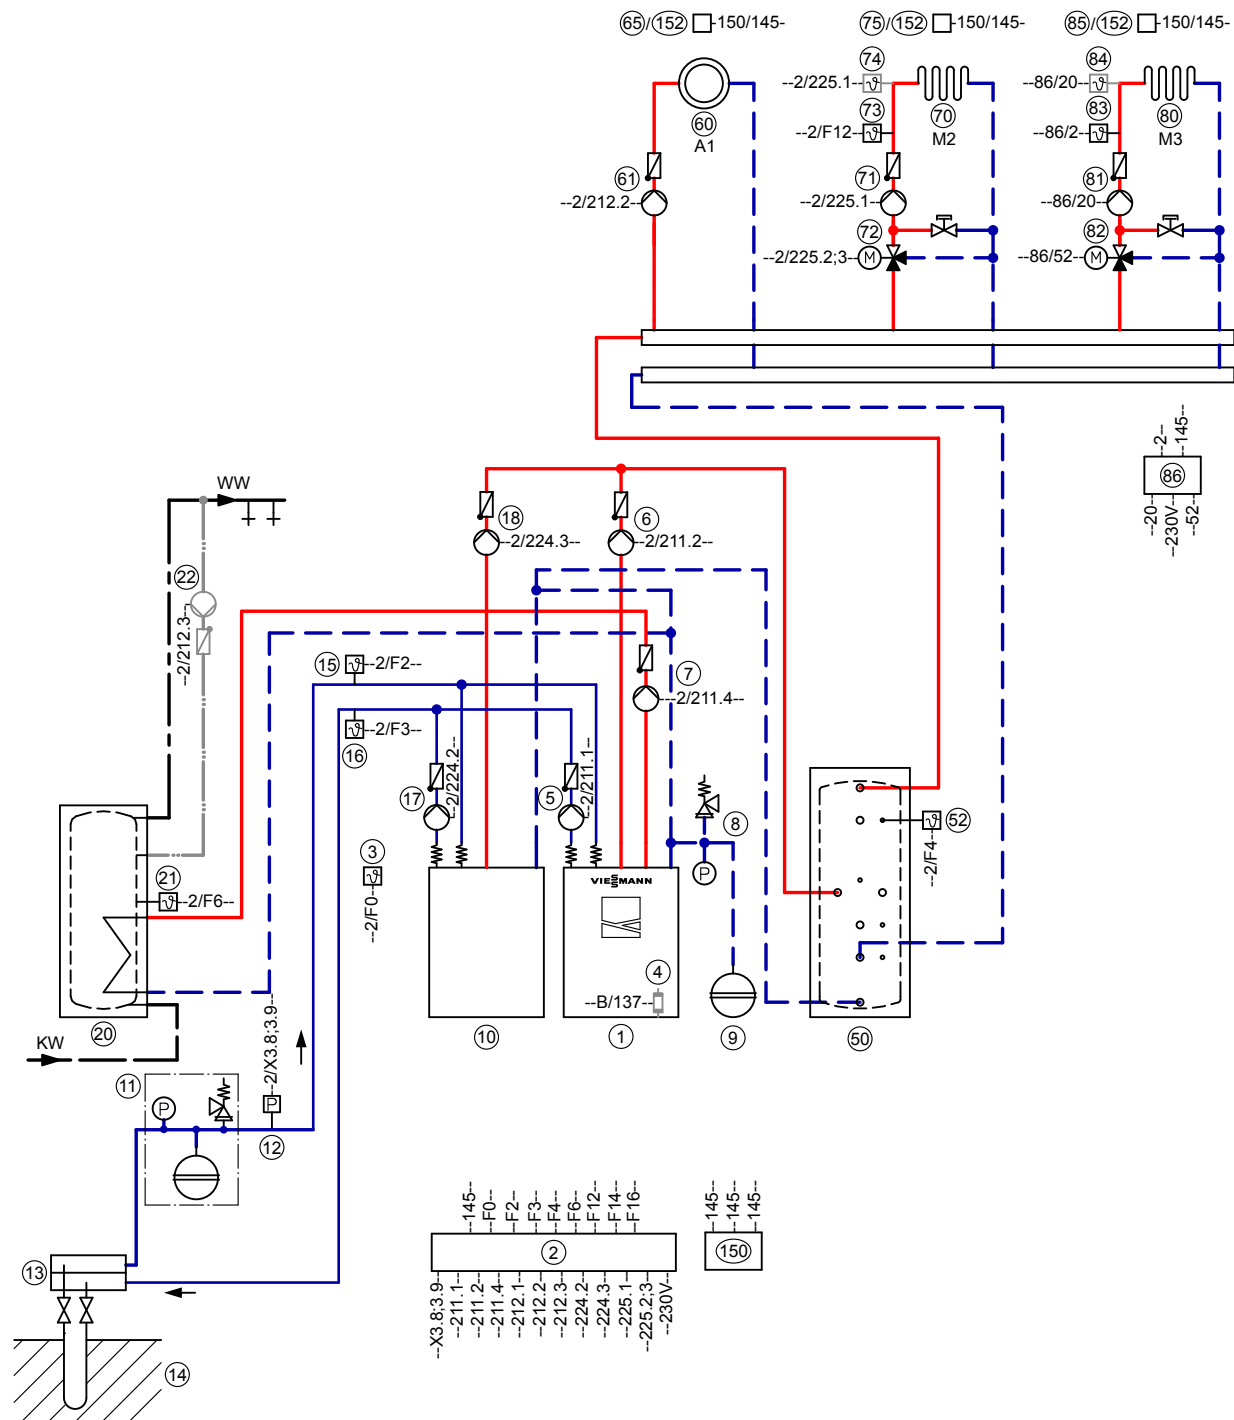 65/152 -150/145-
75/152 -150/145-
85/152 -150/145-
74
84
--2/225.1--
--86/20--
60
73
83
70
80
--2/F12--
--86/2--
A1
M2
M3
61
71
81
--2/212.2--
--2/225.1--
--86/20--
72
82
--2/225.2;3--
M
--86/52--
M
--2--
--145--
86
--20--
--230V--
--52--
WW
18
6
--2/224.3--
--2/211.2--
22
--2/212.3--
15
--2/F2--
7
--2/211.4--
--2/F3--
16
--2/224.2--
--2/211.1--
17
5
8
52
--2/F4--
3
P
21
--2/F6--
--2/F0--
VIESSMANN
4
--B/137--
20
10
1
9
50
KW
--2/X3.8;3.9--
11
P
P
12
--145--
--F0--
--F2--
--F3--
--F4--
--F6--
--F12--
--F14--
--F16--
--145--
--145--
--145--
2
150
13
--X3.8;3.9--
--211.1--
--211.2--
--211.4--
--212.1--
--212.2--
--212.3--
--224.2--
--224.3--
--225.1--
--225.2;3--
--230V--
14